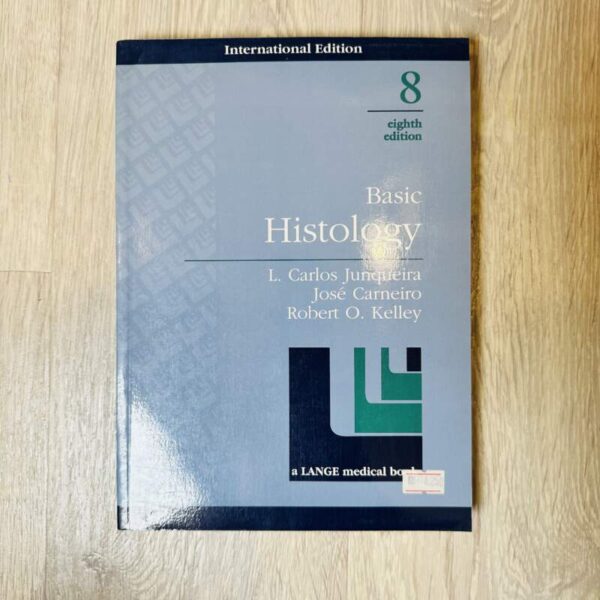 International Edition
8
eighth
edition
Basic
Histology
L. Carlos Junqueira
José Carneiro
Robert O. Kelley
a LANGE medical book